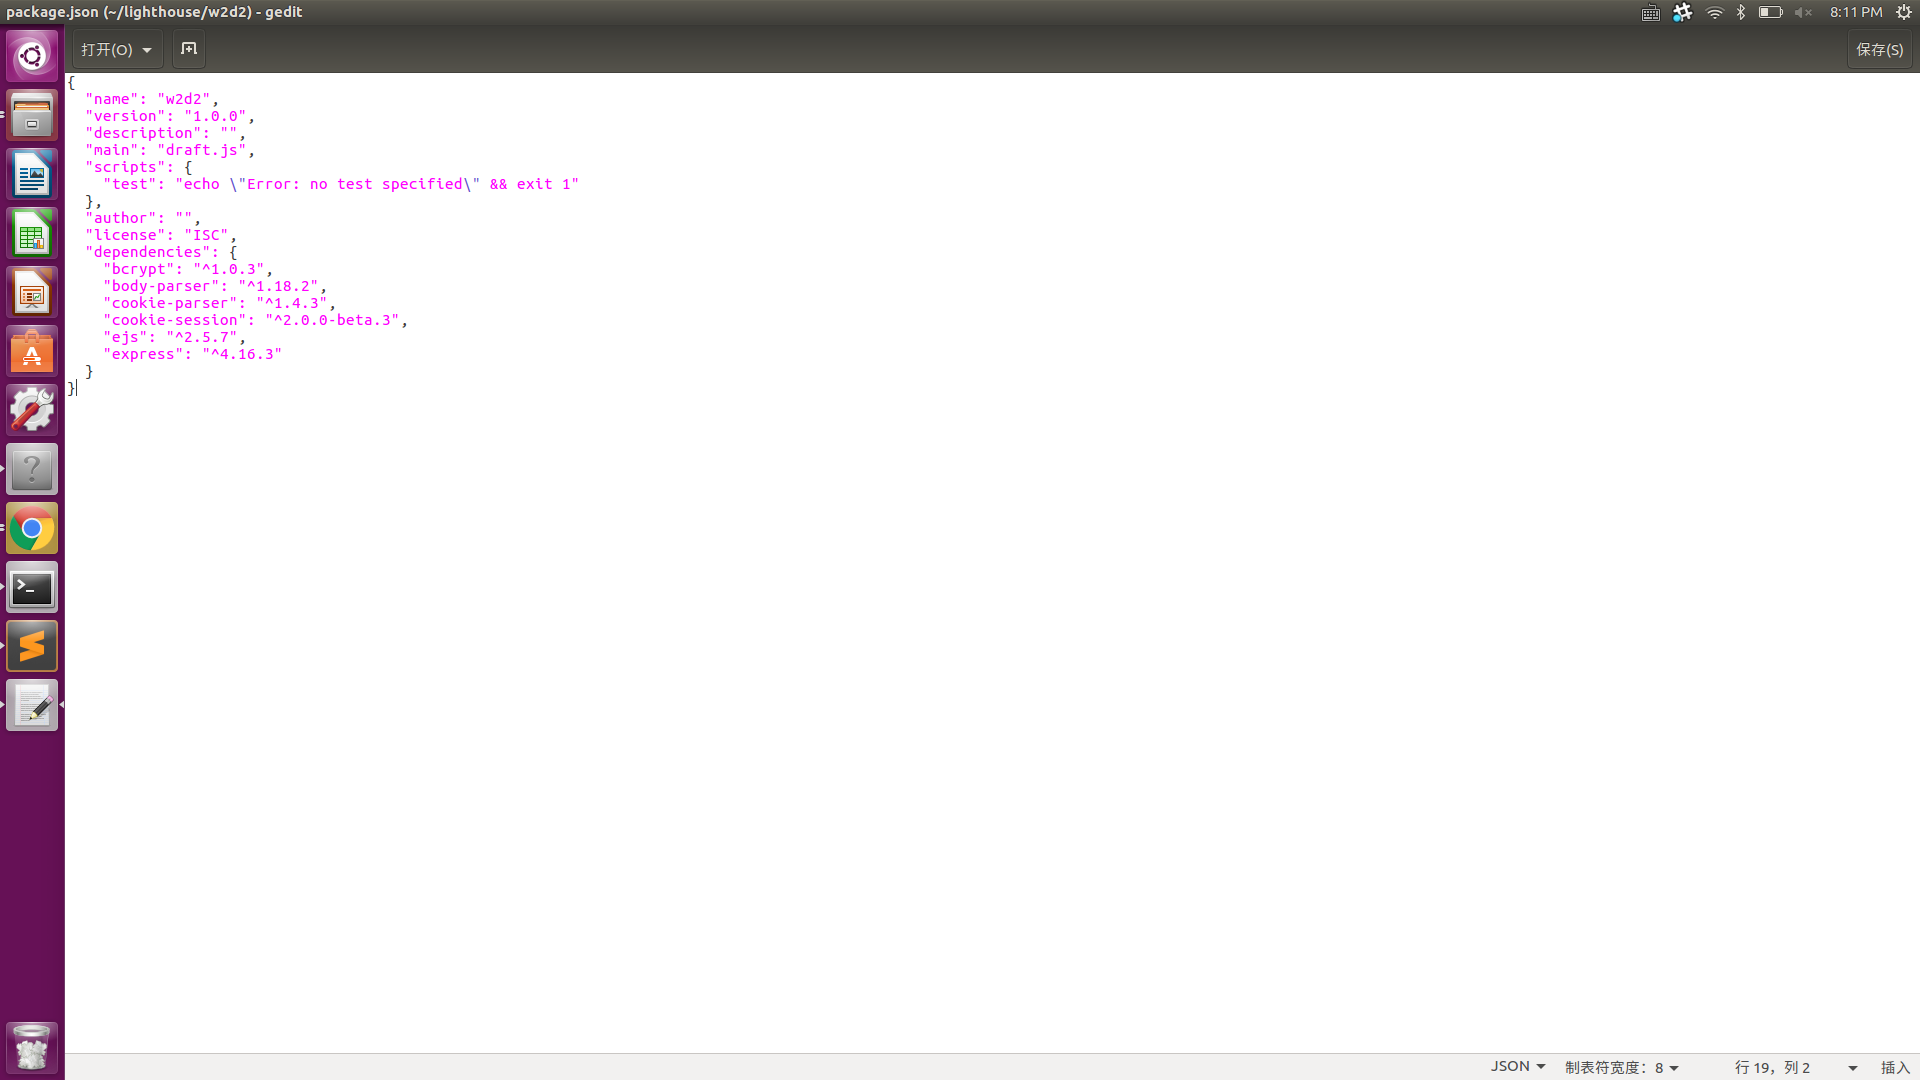 package.json (~/lighthouse/w2d2) - gedit
8:11 PM
打开(O)
保存(S)
{
"name": "w2d2",
"version": "1.0.0",
"description": "",
"main": "draft.js",
"scripts": {
"test": "echo \"Error: no test specified\" && exit 1"
},
"author": "",
"license": "ISC",
"dependencies": {
"bcrypt": "^1.0.3",
"body-parser": "^1.18.2",
"cookie-parser": "^1.4.3",
"cookie-session": "^2.0.0-beta.3",
"ejs": "^2.5.7",
"express": "^4.16.3"
}
}
JSON
制表符宽度：8
行 19，列 2
插入